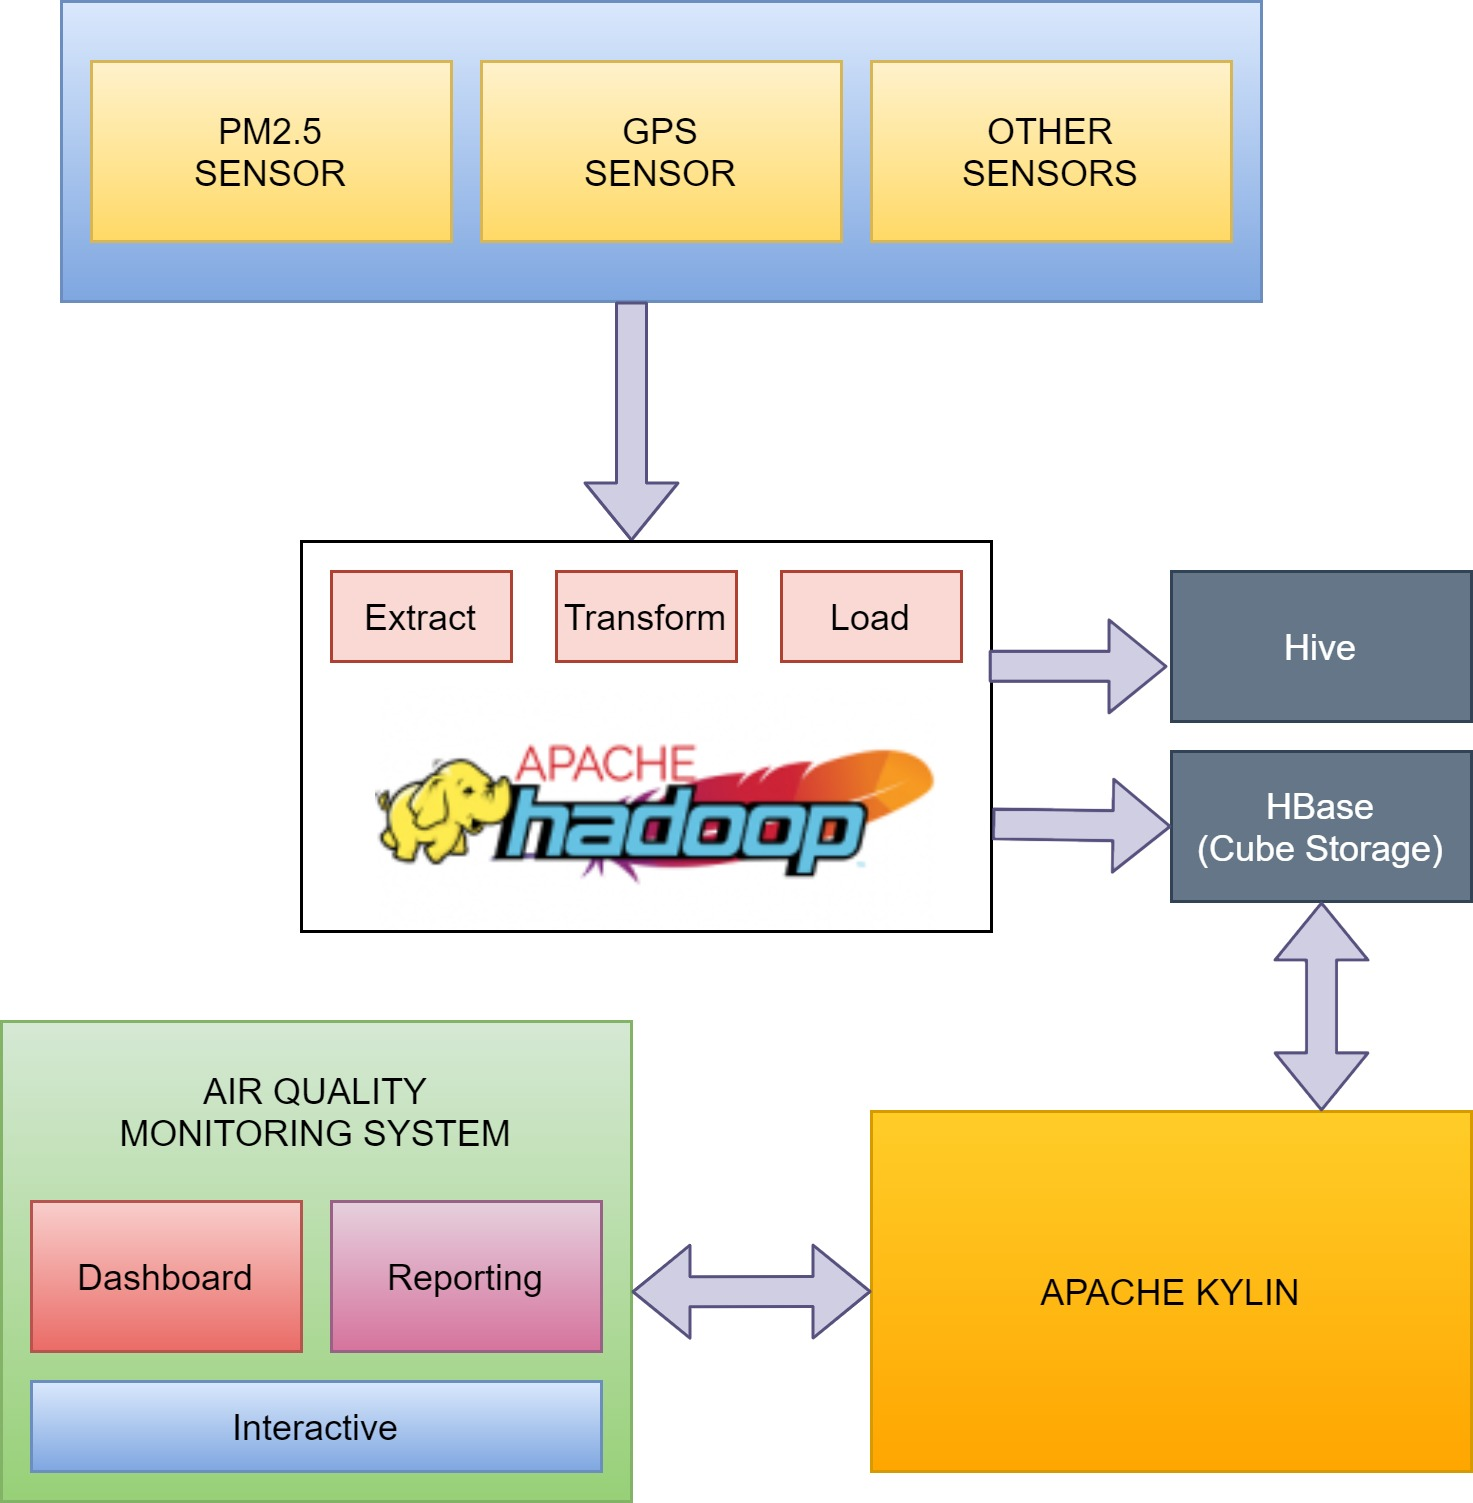 PM2.5
SENSOR
GPS
SENSOR
OTHER
SENSORS
Extract
Transform
Load
APACHE
hadoop
Hive
HBase
(Cube Storage)
AIR QUALITY
MONITORING SYSTEM
Dashboard
Reporting
Interactive
APACHE KYLIN